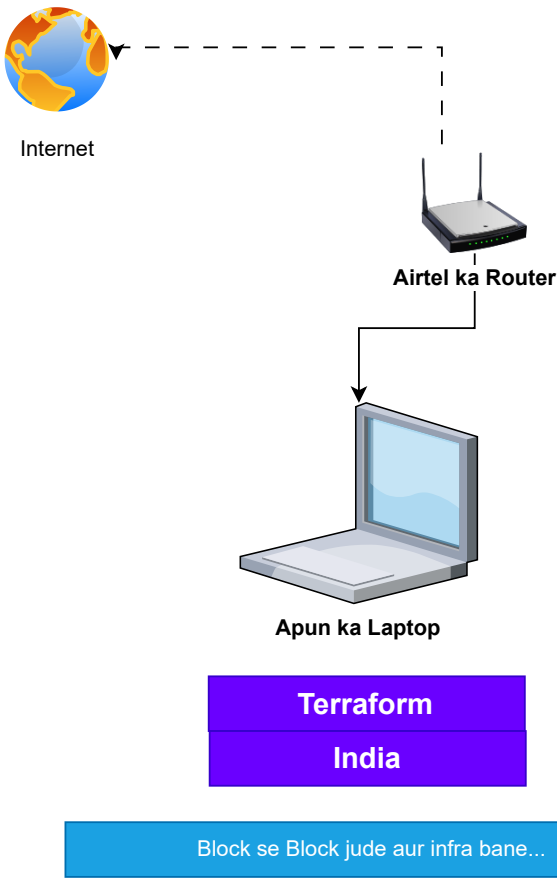 Internet
Airtel ka Router
Apun ka Laptop
Terraform
India
Block se Block jude aur infra bane...